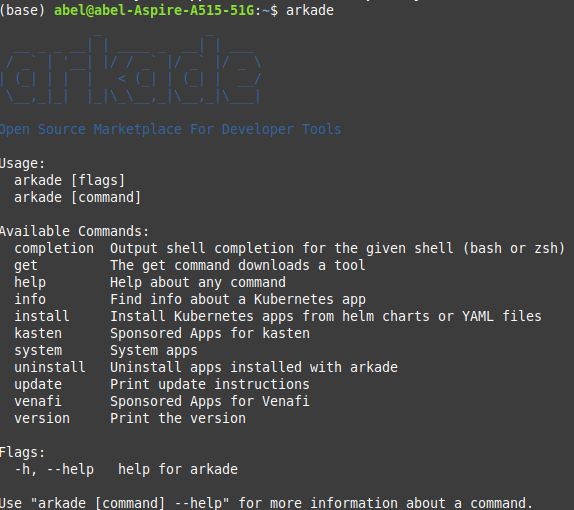 (base) abel@abel-Aspire-A515-51G:~$ arkade
arkade
Open Source Marketplace For Developer Tools
Usage:
arkade [flags]
arkade [command]
Available Commands:
completion Output shell completion for the given shell (bash or zsh)
get The get command downloads a tool
help Help about any command
info Find info about a Kubernetes app
install Install Kubernetes apps from helm charts or YAML files
kasten Sponsored Apps for kasten
system System apps
uninstall Uninstall apps installed with arkade
update Print update instructions
venafi Sponsored Apps for Venafi
version Print the version
Flags:
-h, --help help for arkade
Use "arkade [command] --help" for more information about a command.